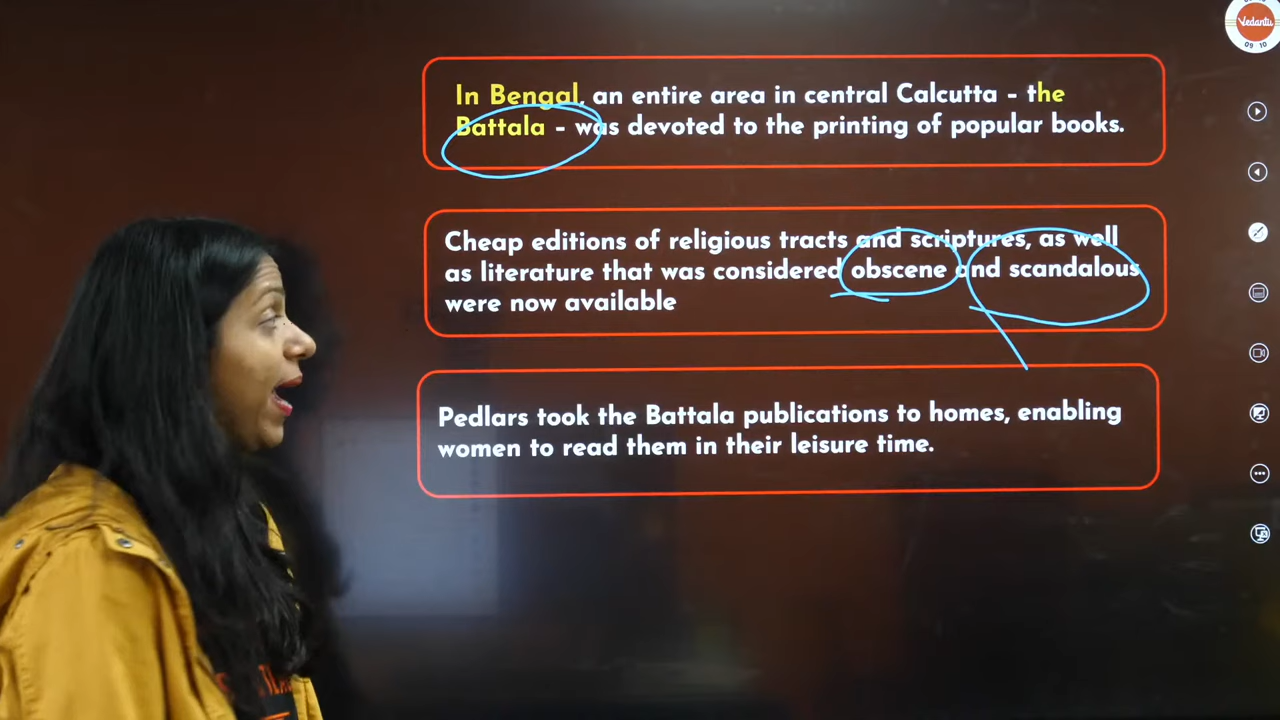 Vedantu
09 10
In Bengal, an entire area in central Calcutta – the
Battala – was devoted to the printing of popular books.
Cheap editions of religious tracts and scriptures, as well
as literature that was considered obscene and scandalous
were now available
Pedlars took the Battala publications to homes, enabling
women to read them in their leisure time.